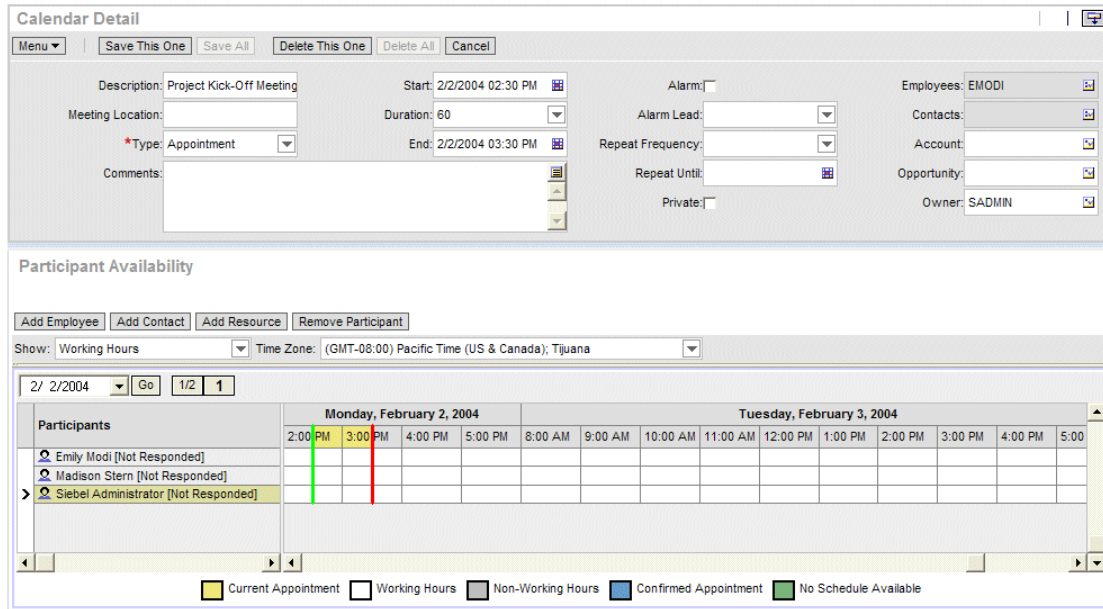 Calendar Detail
Menu Save This One Save All Delete This One Delete All Cancel
Description: Project Kick-Off Meeting Start: 2/2/2004 02:30 PM Alarm: Employees: EMODI
Meeting Location: Duration: 60 Alarm Lead: Contacts:
*Type: Appointment End: 2/2/2004 03:30 PM Repeat Frequency: Account:
Comments: Repeat Until: Opportunity:
Private: Owner: SADMIN
Participant Availability
Add Employee Add Contact Add Resource Remove Participant
Show: Working Hours Time Zone: (GMT-08:00) Pacific Time (US & Canada); Tijuana
2/ 2/2004 Go 1/2 1
Participants Monday, February 2, 2004 Tuesday, February 3, 2004
2:00 PM 3:00 PM 4:00 PM 5:00 PM 8:00 AM 9:00 AM 10:00 AM 11:00 AM 12:00 PM 1:00 PM 2:00 PM 3:00 PM 4:00 PM 5:00
Emily Modi [Not Responded]
Madison Stern [Not Responded]
Siebel Administrator [Not Responded]
Current Appointment Working Hours Non-Working Hours Confirmed Appointment No Schedule Available